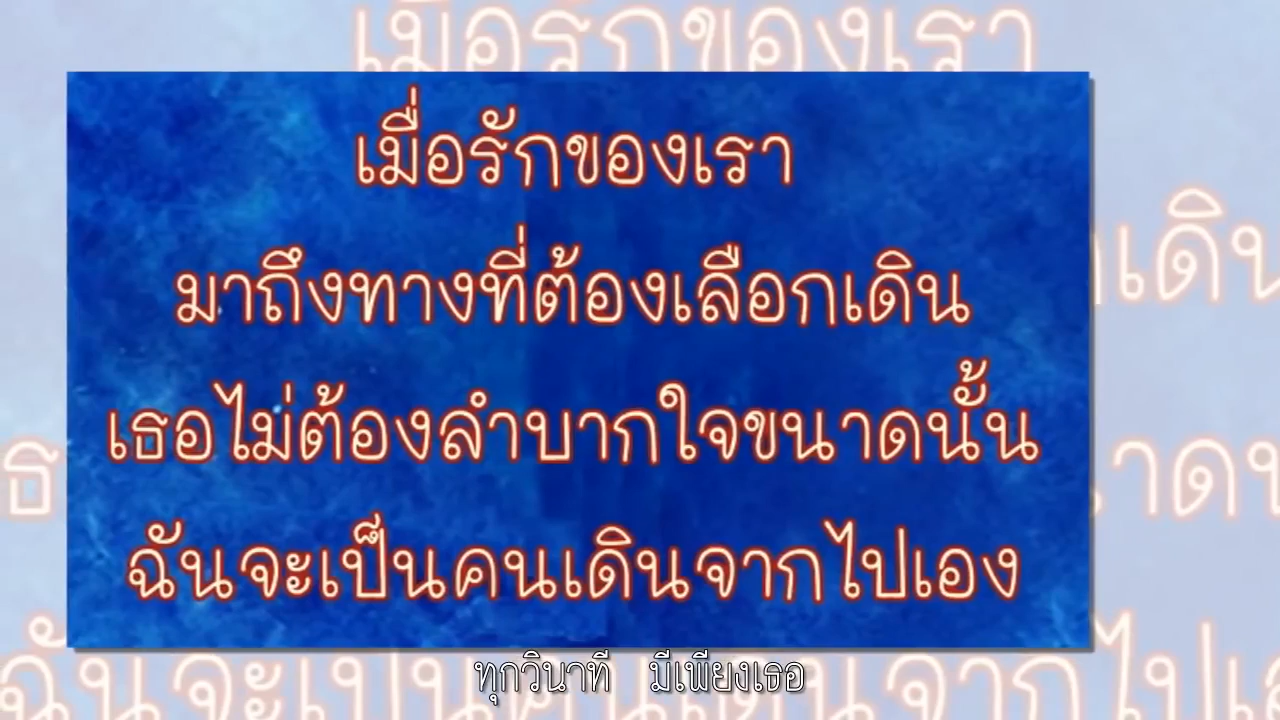 เมื่อรักของเรา
มาถึงทางที่ต้องเลือกเดิน
เธอไม่ต้องลำบากใจขนาดนั้น
ฉันจะเป็นคนเดินจากไปเอง
ทุกวินาที มีเพียงเธอ